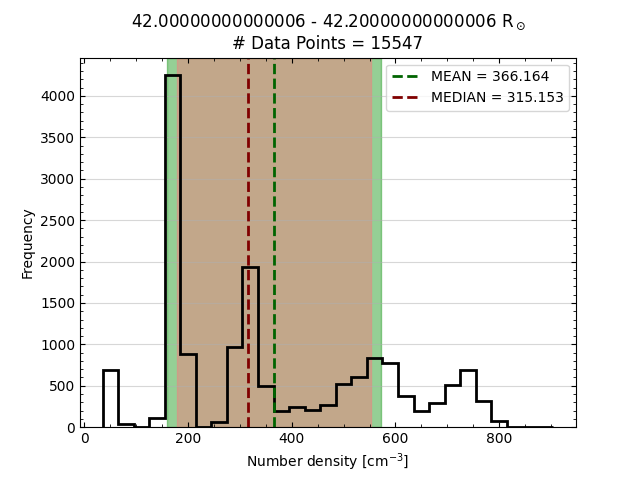 42.00000000000006 - 42.20000000000006 R⊙
# Data Points = 15547
MEAN = 366.164
MEDIAN = 315.153
4000
3500
3000
2500
2000
1500
1000
500
0
Frequency
0 200 400 600 800
Number density [cm⁻³]